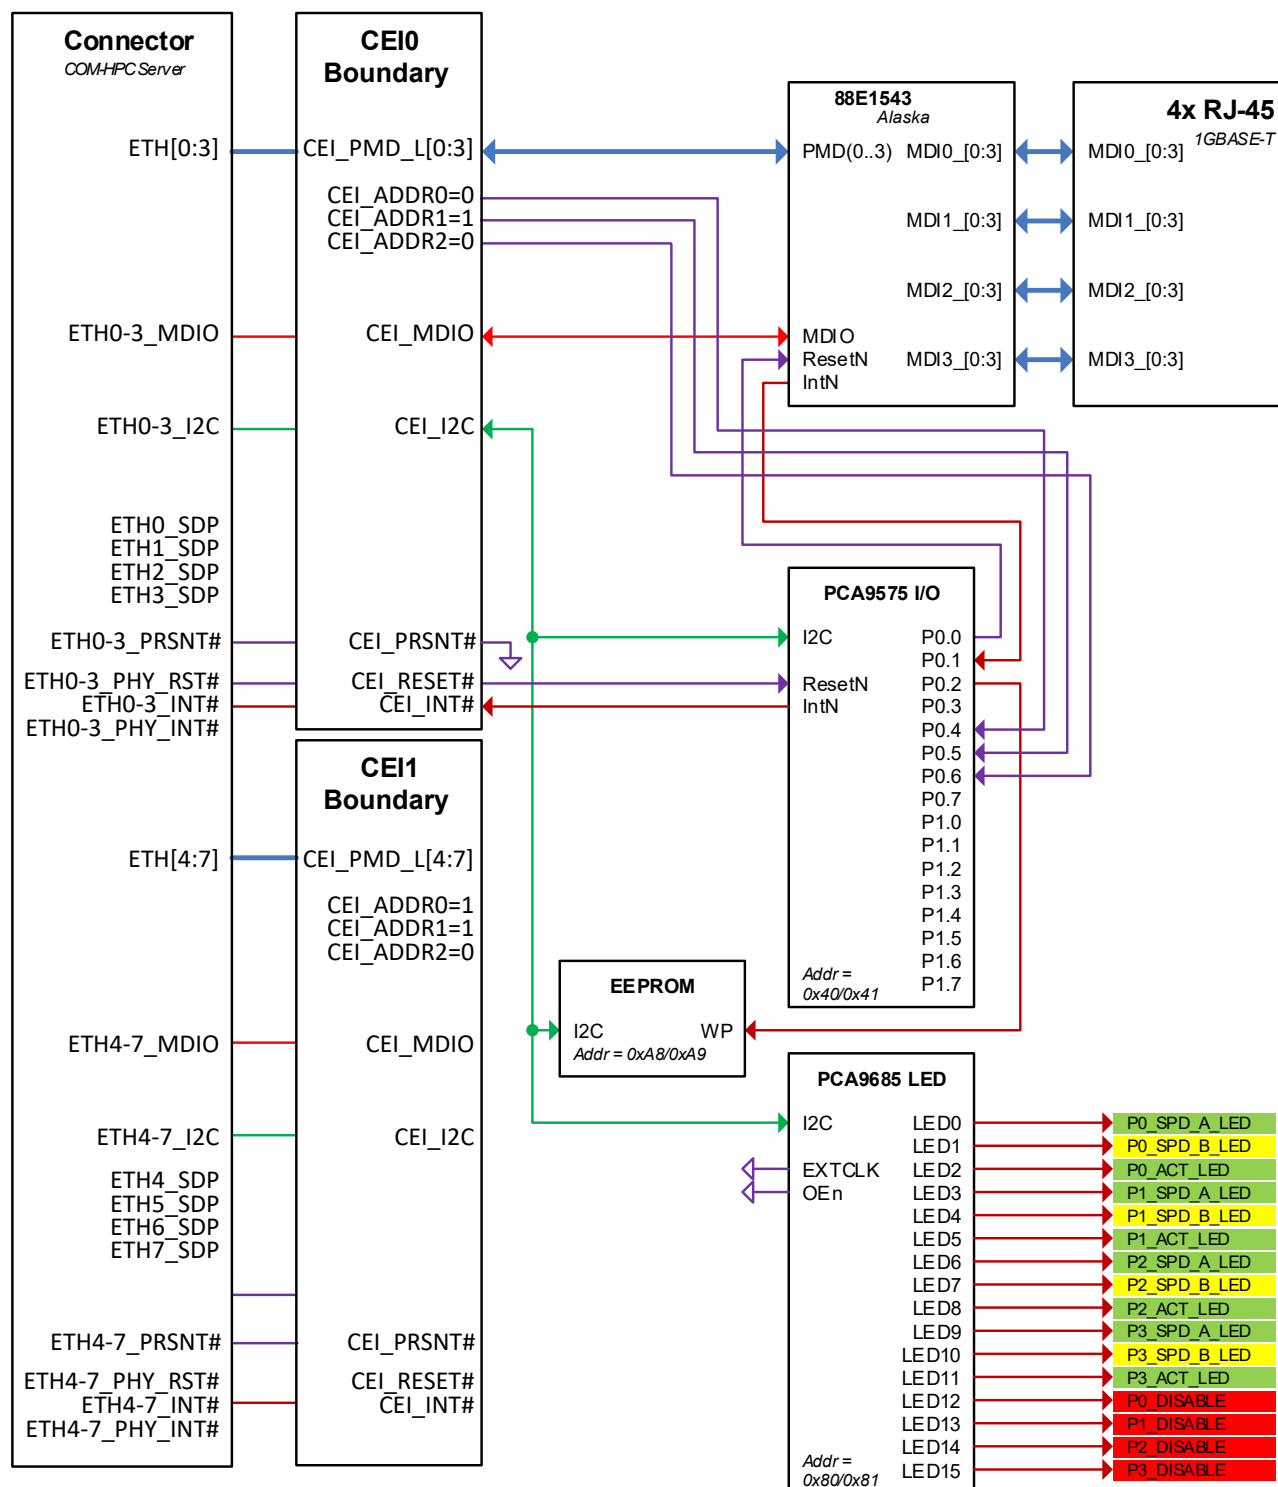 Connector
COM-HPC Server
ETH[0:3]
ETH0-3_MDIO
ETH0-3_I2C
ETH0_SDP
ETH1_SDP
ETH2_SDP
ETH3_SDP
ETH0-3_PRSNT#
ETH0-3_PHY_RST#
ETH0-3_INT#
ETH0-3_PHY_INT#
ETH[4:7]
ETH4-7_MDIO
ETH4-7_I2C
ETH4_SDP
ETH5_SDP
ETH6_SDP
ETH7_SDP
ETH4-7_PRSNT#
ETH4-7_PHY_RST#
ETH4-7_INT#
ETH4-7_PHY_INT#
CEI0
Boundary
CEI_PMD_L[0:3]
CEI_ADDR0=0
CEI_ADDR1=1
CEI_ADDR2=0
CEI_MDIO
CEI_I2C
CEI_PRSNT#
CEI_RESET#
CEI_INT#
CEI1
Boundary
CEI_PMD_L[4:7]
CEI_ADDR0=1
CEI_ADDR1=1
CEI_ADDR2=0
CEI_MDIO
CEI_I2C
CEI_PRSNT#
CEI_RESET#
CEI_INT#
88E1543
Alaska
PMD(0..3)
MDIO
ResetN
IntN
MDI0_[0:3]
MDI1_[0:3]
MDI2_[0:3]
MDI3_[0:3]
4x RJ-45
1GBASE-T
MDI0_[0:3]
MDI1_[0:3]
MDI2_[0:3]
MDI3_[0:3]
PCA9575 I/O
I2C
ResetN
IntN
P0.0
P0.1
P0.2
P0.3
P0.4
P0.5
P0.6
P0.7
P1.0
P1.1
P1.2
P1.3
P1.4
P1.5
P1.6
P1.7
Addr =
0x40/0x41
EEPROM
I2C WP
Addr = 0xA8/0xA9
PCA9685 LED
I2C
EXTCLK
OEn
LED0
LED1
LED2
LED3
LED4
LED5
LED6
LED7
LED8
LED9
LED10
LED11
LED12
LED13
LED14
LED15
Addr =
0x80/0x81
P0_SPD_A_LED
P0_SPD_B_LED
P0_ACT_LED
P1_SPD_A_LED
P1_SPD_B_LED
P1_ACT_LED
P2_SPD_A_LED
P2_SPD_B_LED
P2_ACT_LED
P3_SPD_A_LED
P3_SPD_B_LED
P3_ACT_LED
P0_DISABLE
P1_DISABLE
P2_DISABLE
P3_DISABLE